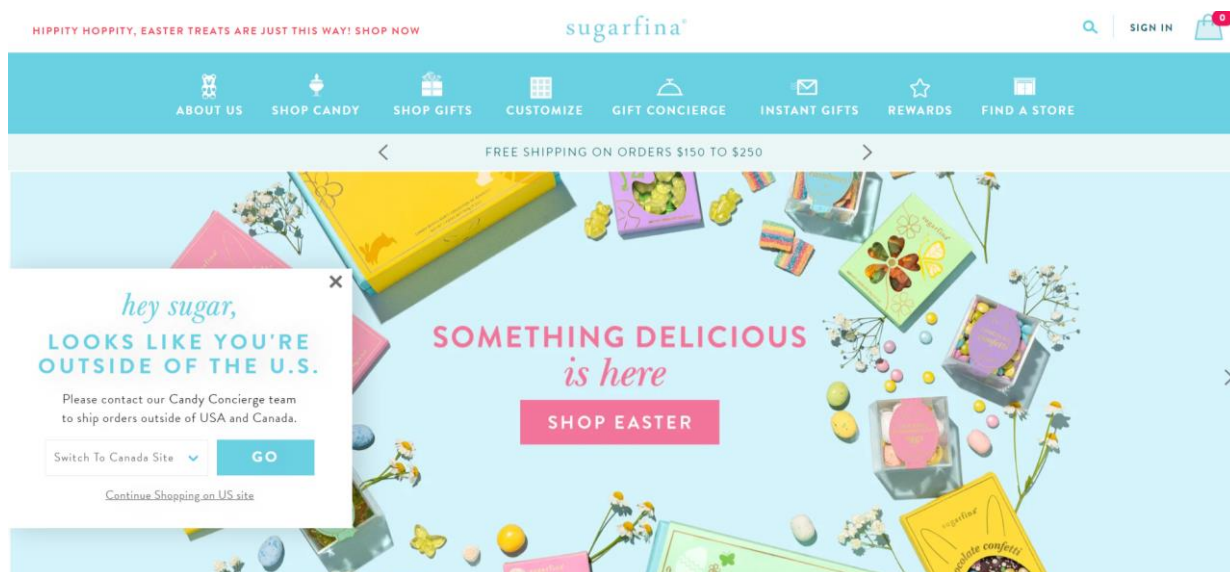 HIPPITY HOPPITY, EASTER TREATS ARE JUST THIS WAY! SHOP NOW
sugarfina®
SIGN IN
0
ABOUT US
SHOP CANDY
SHOP GIFTS
CUSTOMIZE
GIFT CONCIERGE
INSTANT GIFTS
REWARDS
FIND A STORE
FREE SHIPPING ON ORDERS $150 TO $250
SOMETHING DELICIOUS
is here
SHOP EASTER
hey sugar,
LOOKS LIKE YOU'RE
OUTSIDE OF THE U.S.
Please contact our Candy Concierge team
to ship orders outside of USA and Canada.
Switch To Canada Site
GO
Continue Shopping on US site
sugarfina
confetti
sugarfina
chocolate confetti
sugarfina